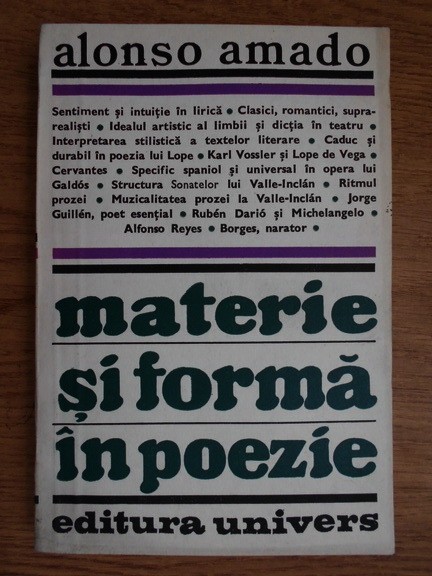 alonso amado
Sentiment și intuiție în lirică • Clasici, romantici, supra-
realiști • Idealul artistic al limbii și dicția în teatru •
Interpretarea stilistică a textelor literare • Caduc și
durabil în poezia lui Lope • Karl Vossler și Lope de Vega •
Cervantes • Specific spaniol și universal în opera lui
Galdós • Structura Sonatelor lui Valle-Inclán • Ritmul
prozei • Muzicalitatea prozei la Valle-Inclán • Jorge
Guillén, poet esențial • Rubén Darió și Michelangelo •
Alfonso Reyes • Borges, narator •
materie
și formă
în poezie
editura univers